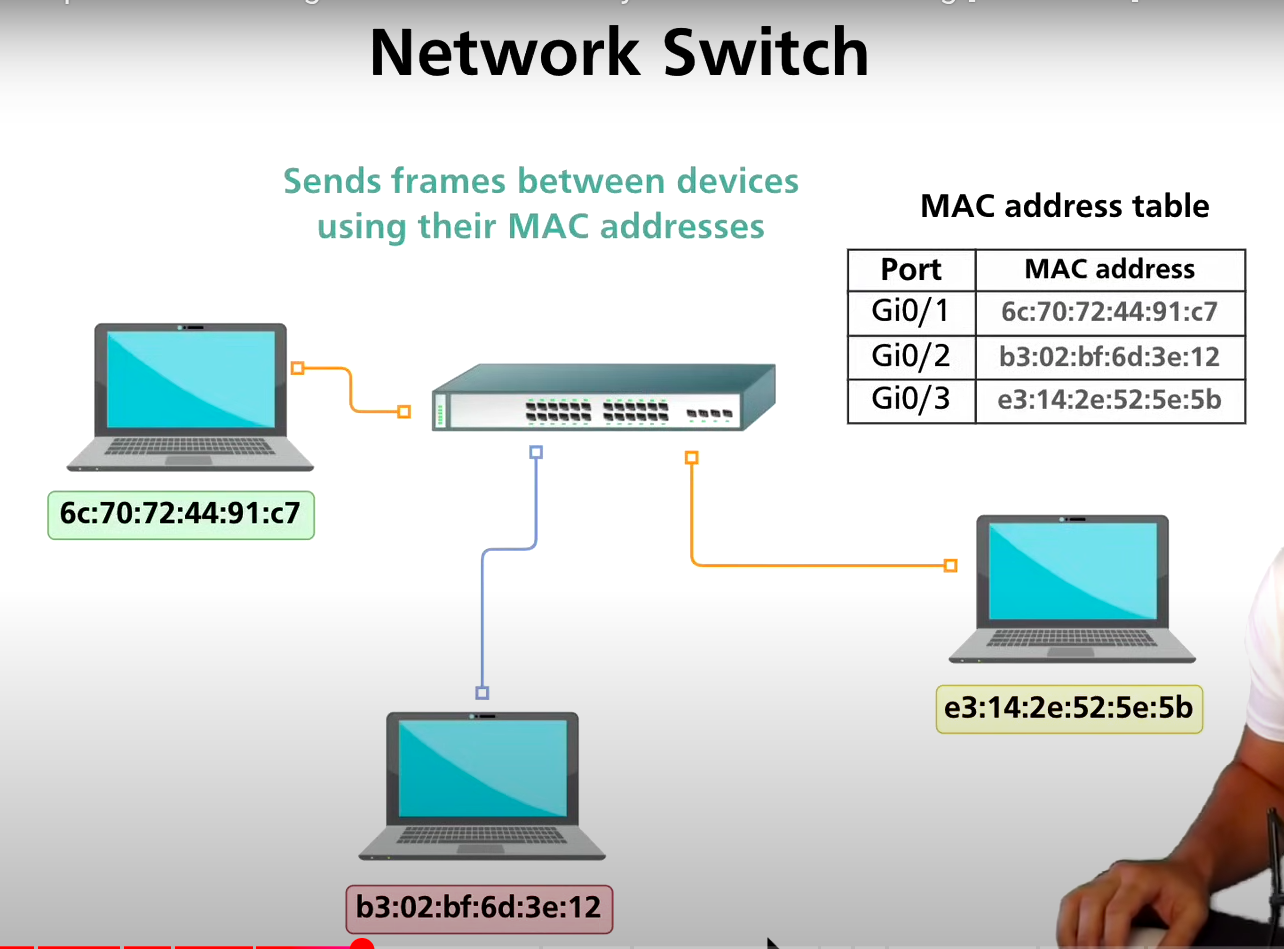 Network Switch
Sends frames between devices
using their MAC addresses
MAC address table
Port MAC address
Gi0/1 6c:70:72:44:91:c7
Gi0/2 b3:02:bf:6d:3e:12
Gi0/3 e3:14:2e:52:5e:5b
6c:70:72:44:91:c7
e3:14:2e:52:5e:5b
b3:02:bf:6d:3e:12